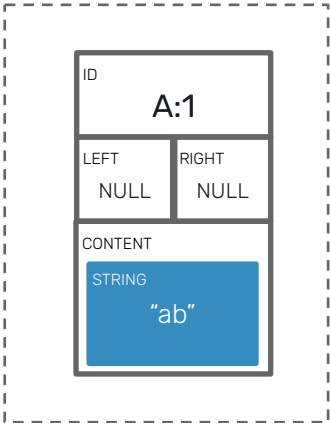 ID
A:1
LEFT
RIGHT
NULL
NULL
CONTENT
STRING
“ab”